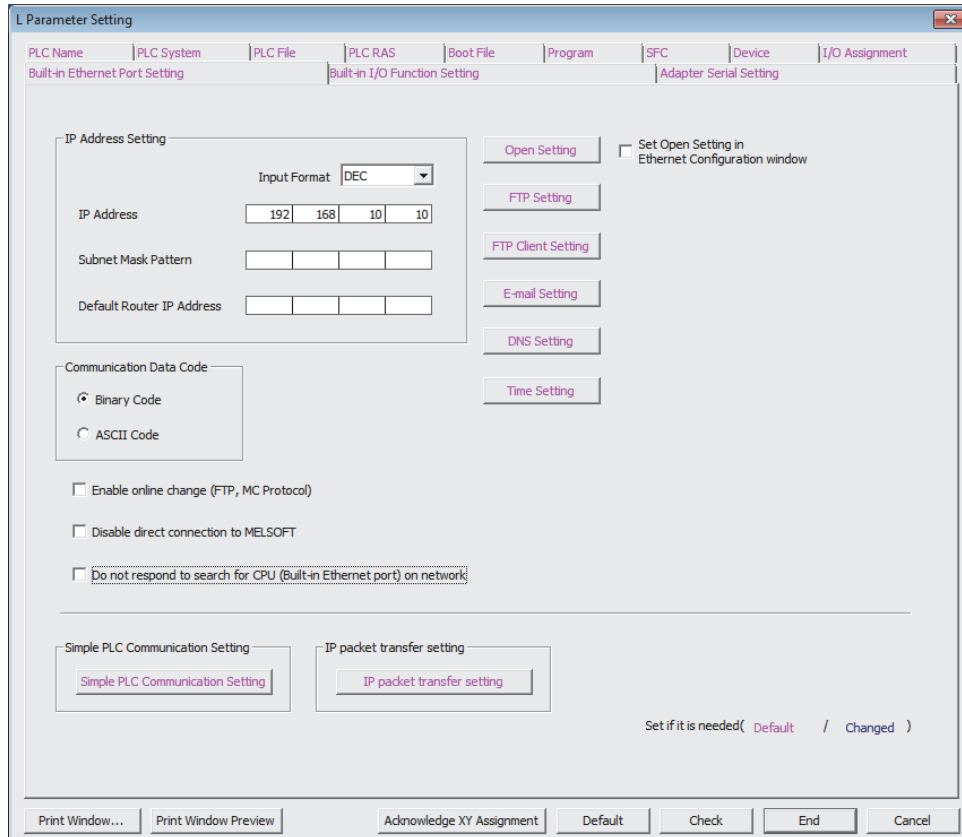 L Parameter Setting
PLC Name PLC System PLC File PLC RAS Boot File Program SFC Device I/O Assignment
Built-in Ethernet Port Setting Built-in I/O Function Setting Adapter Serial Setting
IP Address Setting
Input Format DEC
IP Address 192 168 10 10
Subnet Mask Pattern
Default Router IP Address
Open Setting
Set Open Setting in
Ethernet Configuration window
FTP Setting
FTP Client Setting
E-mail Setting
DNS Setting
Time Setting
Communication Data Code
Binary Code
ASCII Code
Enable online change (FTP, MC Protocol)
Disable direct connection to MELSOFT
Do not respond to search for CPU (Built-in Ethernet port) on network
Simple PLC Communication Setting
Simple PLC Communication Setting
IP packet transfer setting
IP packet transfer setting
Set if it is needed( Default / Changed )
Print Window... Print Window Preview Acknowledge XY Assignment Default Check End Cancel